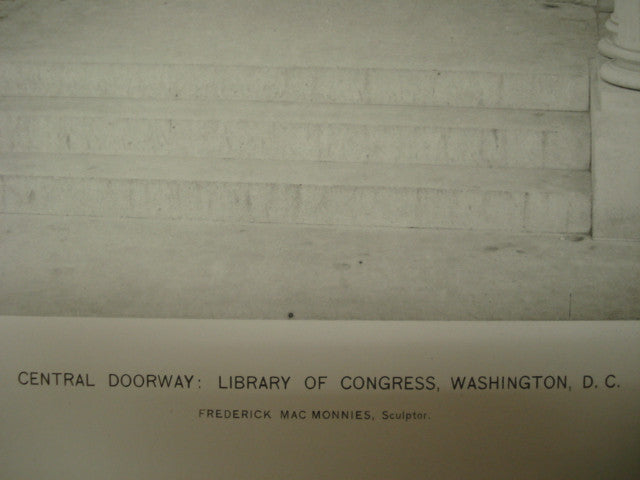 CENTRAL DOORWAY: LIBRARY OF CONGRESS, WASHINGTON, D. C.
FREDERICK MAC MONNIES, Sculptor.